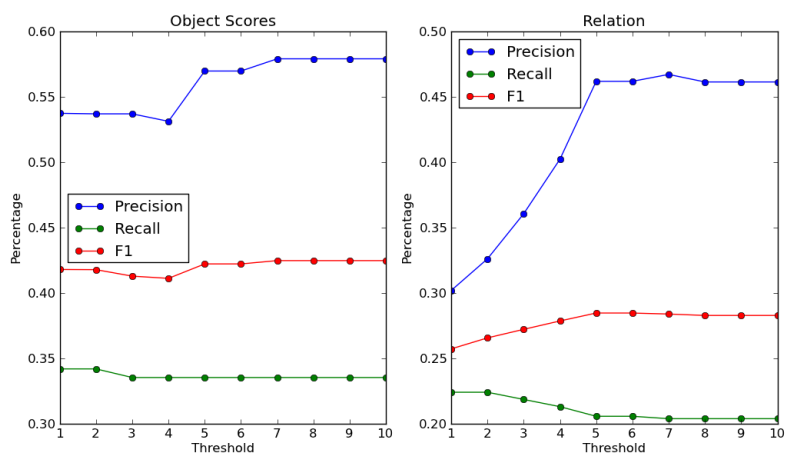 Object Scores
0.60
0.55
0.50
0.45
0.40
0.35
0.30
Percentage
Precision
Recall
F1
1 2 3 4 5 6 7 8 9 10
Threshold
Relation
0.50
0.45
0.40
0.35
0.30
0.25
0.20
Percentage
Precision
Recall
F1
1 2 3 4 5 6 7 8 9 10
Threshold